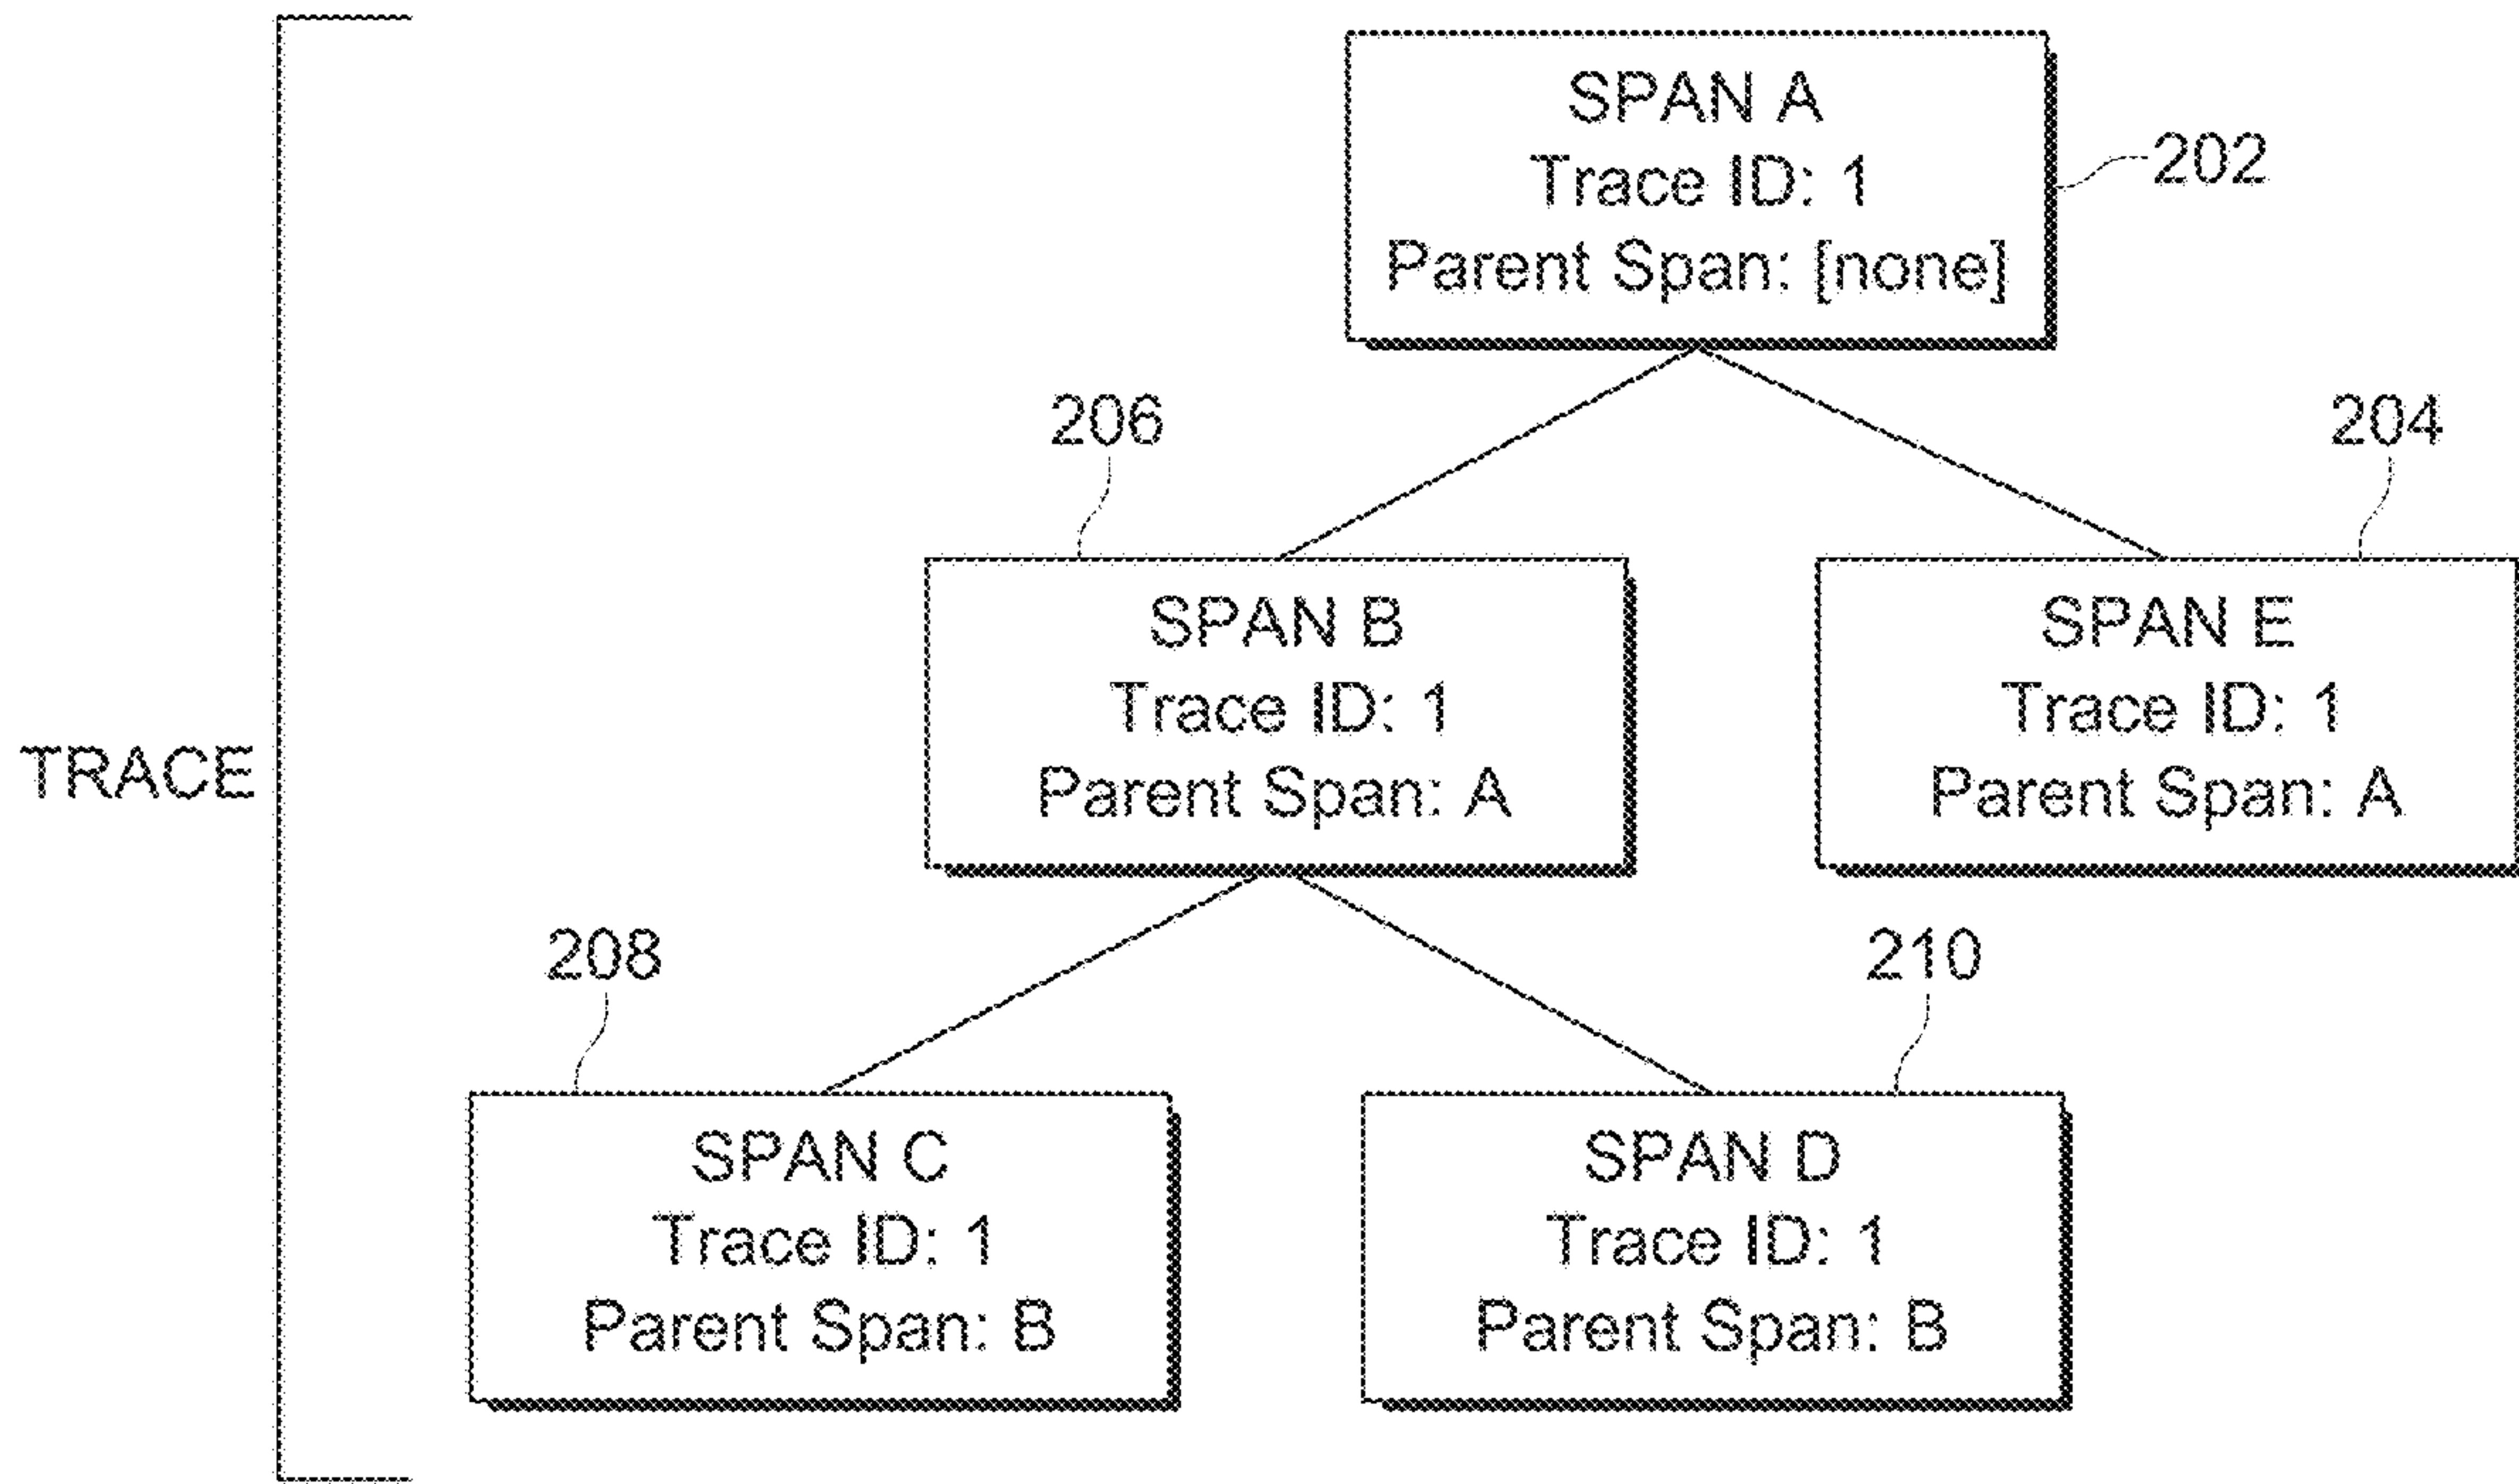 SPAN A
Trace ID: 1
Parent Span: [none]
202
206
204
SPAN B
Trace ID: 1
Parent Span: A
SPAN E
Trace ID: 1
Parent Span: A
TRACE
208
210
SPAN C
Trace ID: 1
Parent Span: B
SPAN D
Trace ID: 1
Parent Span: B